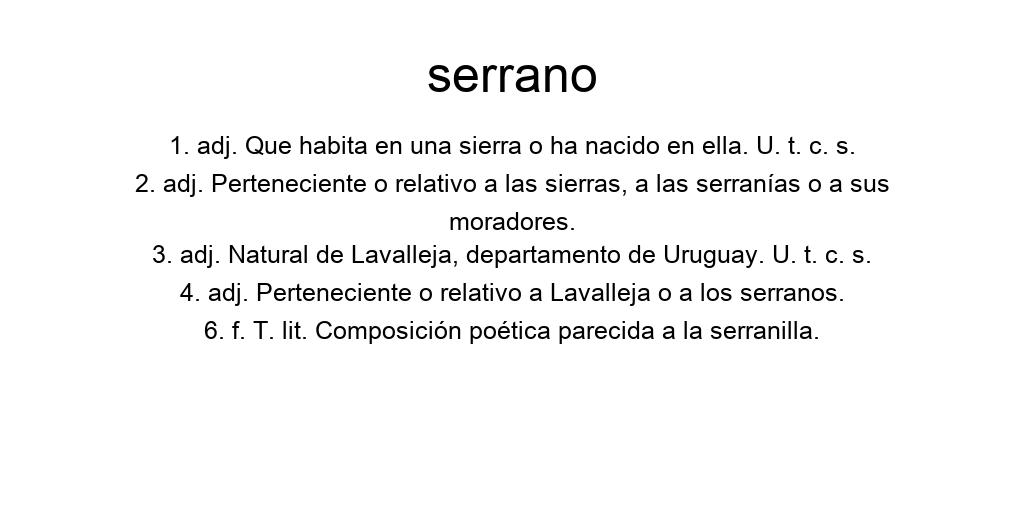 serrano
1. adj. Que habita en una sierra o ha nacido en ella. U. t. c. s.
2. adj. Perteneciente o relativo a las sierras, a las serranías o a sus
moradores.
3. adj. Natural de Lavalleja, departamento de Uruguay. U. t. c. s.
4. adj. Perteneciente o relativo a Lavalleja o a los serranos.
6. f. T. lit. Composición poética parecida a la serranilla.